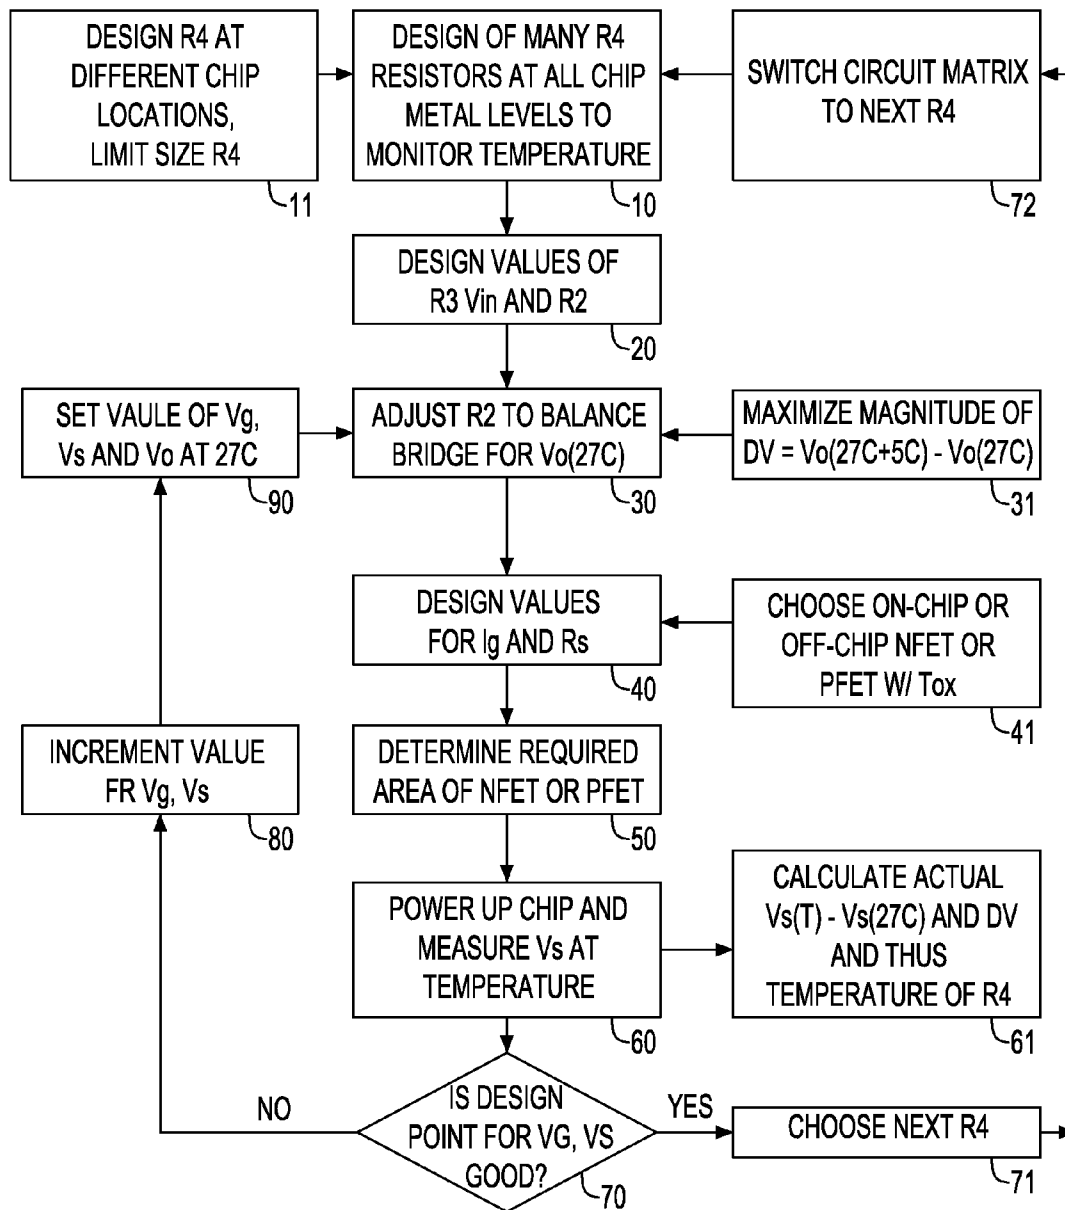 DESIGN R4 AT
DIFFERENT CHIP
LOCATIONS,
LIMIT SIZE R4
11
DESIGN OF MANY R4
RESISTORS AT ALL CHIP
METAL LEVELS TO
MONITOR TEMPERATURE
10
SWITCH CIRCUIT MATRIX
TO NEXT R4
72
DESIGN VALUES OF
R3 Vin AND R2
20
SET VAULE OF Vg,
Vs AND Vo AT 27C
90
ADJUST R2 TO BALANCE
BRIDGE FOR Vo(27C)
30
MAXIMIZE MAGNITUDE OF
DV = Vo(27C+5C) - Vo(27C)
31
DESIGN VALUES
FOR Ig AND Rs
40
CHOOSE ON-CHIP OR
OFF-CHIP NFET OR
PFET W/ Tox
41
INCREMENT VALUE
FR Vg, Vs
80
DETERMINE REQUIRED
AREA OF NFET OR PFET
50
POWER UP CHIP AND
MEASURE Vs AT
TEMPERATURE
60
CALCULATE ACTUAL
Vs(T) - Vs(27C) AND DV
AND THUS
TEMPERATURE OF R4
61
NO
IS DESIGN
POINT FOR VG, VS
GOOD?
70
YES
CHOOSE NEXT R4
71